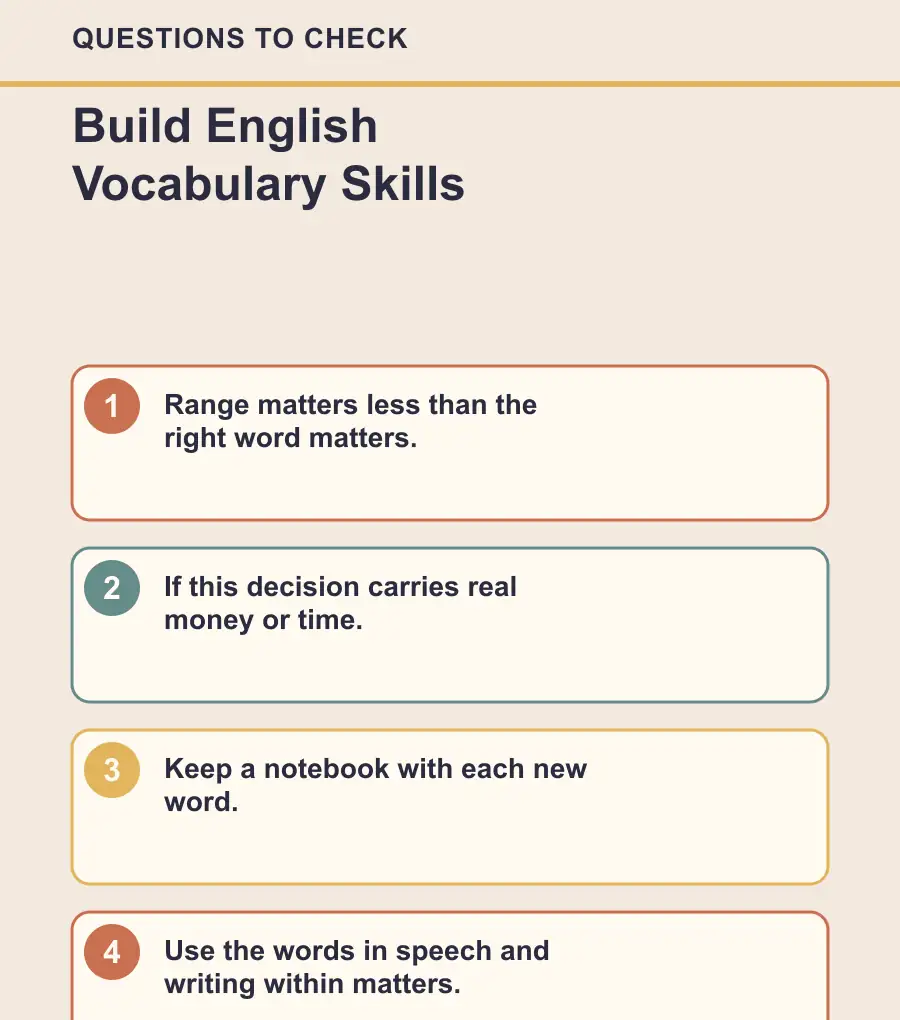 QUESTIONS TO CHECK
Build English
Vocabulary Skills
1
Range matters less than the
right word matters.
2
If this decision carries real
money or time.
3
Keep a notebook with each new
word.
4
Use the words in speech and
writing within matters.